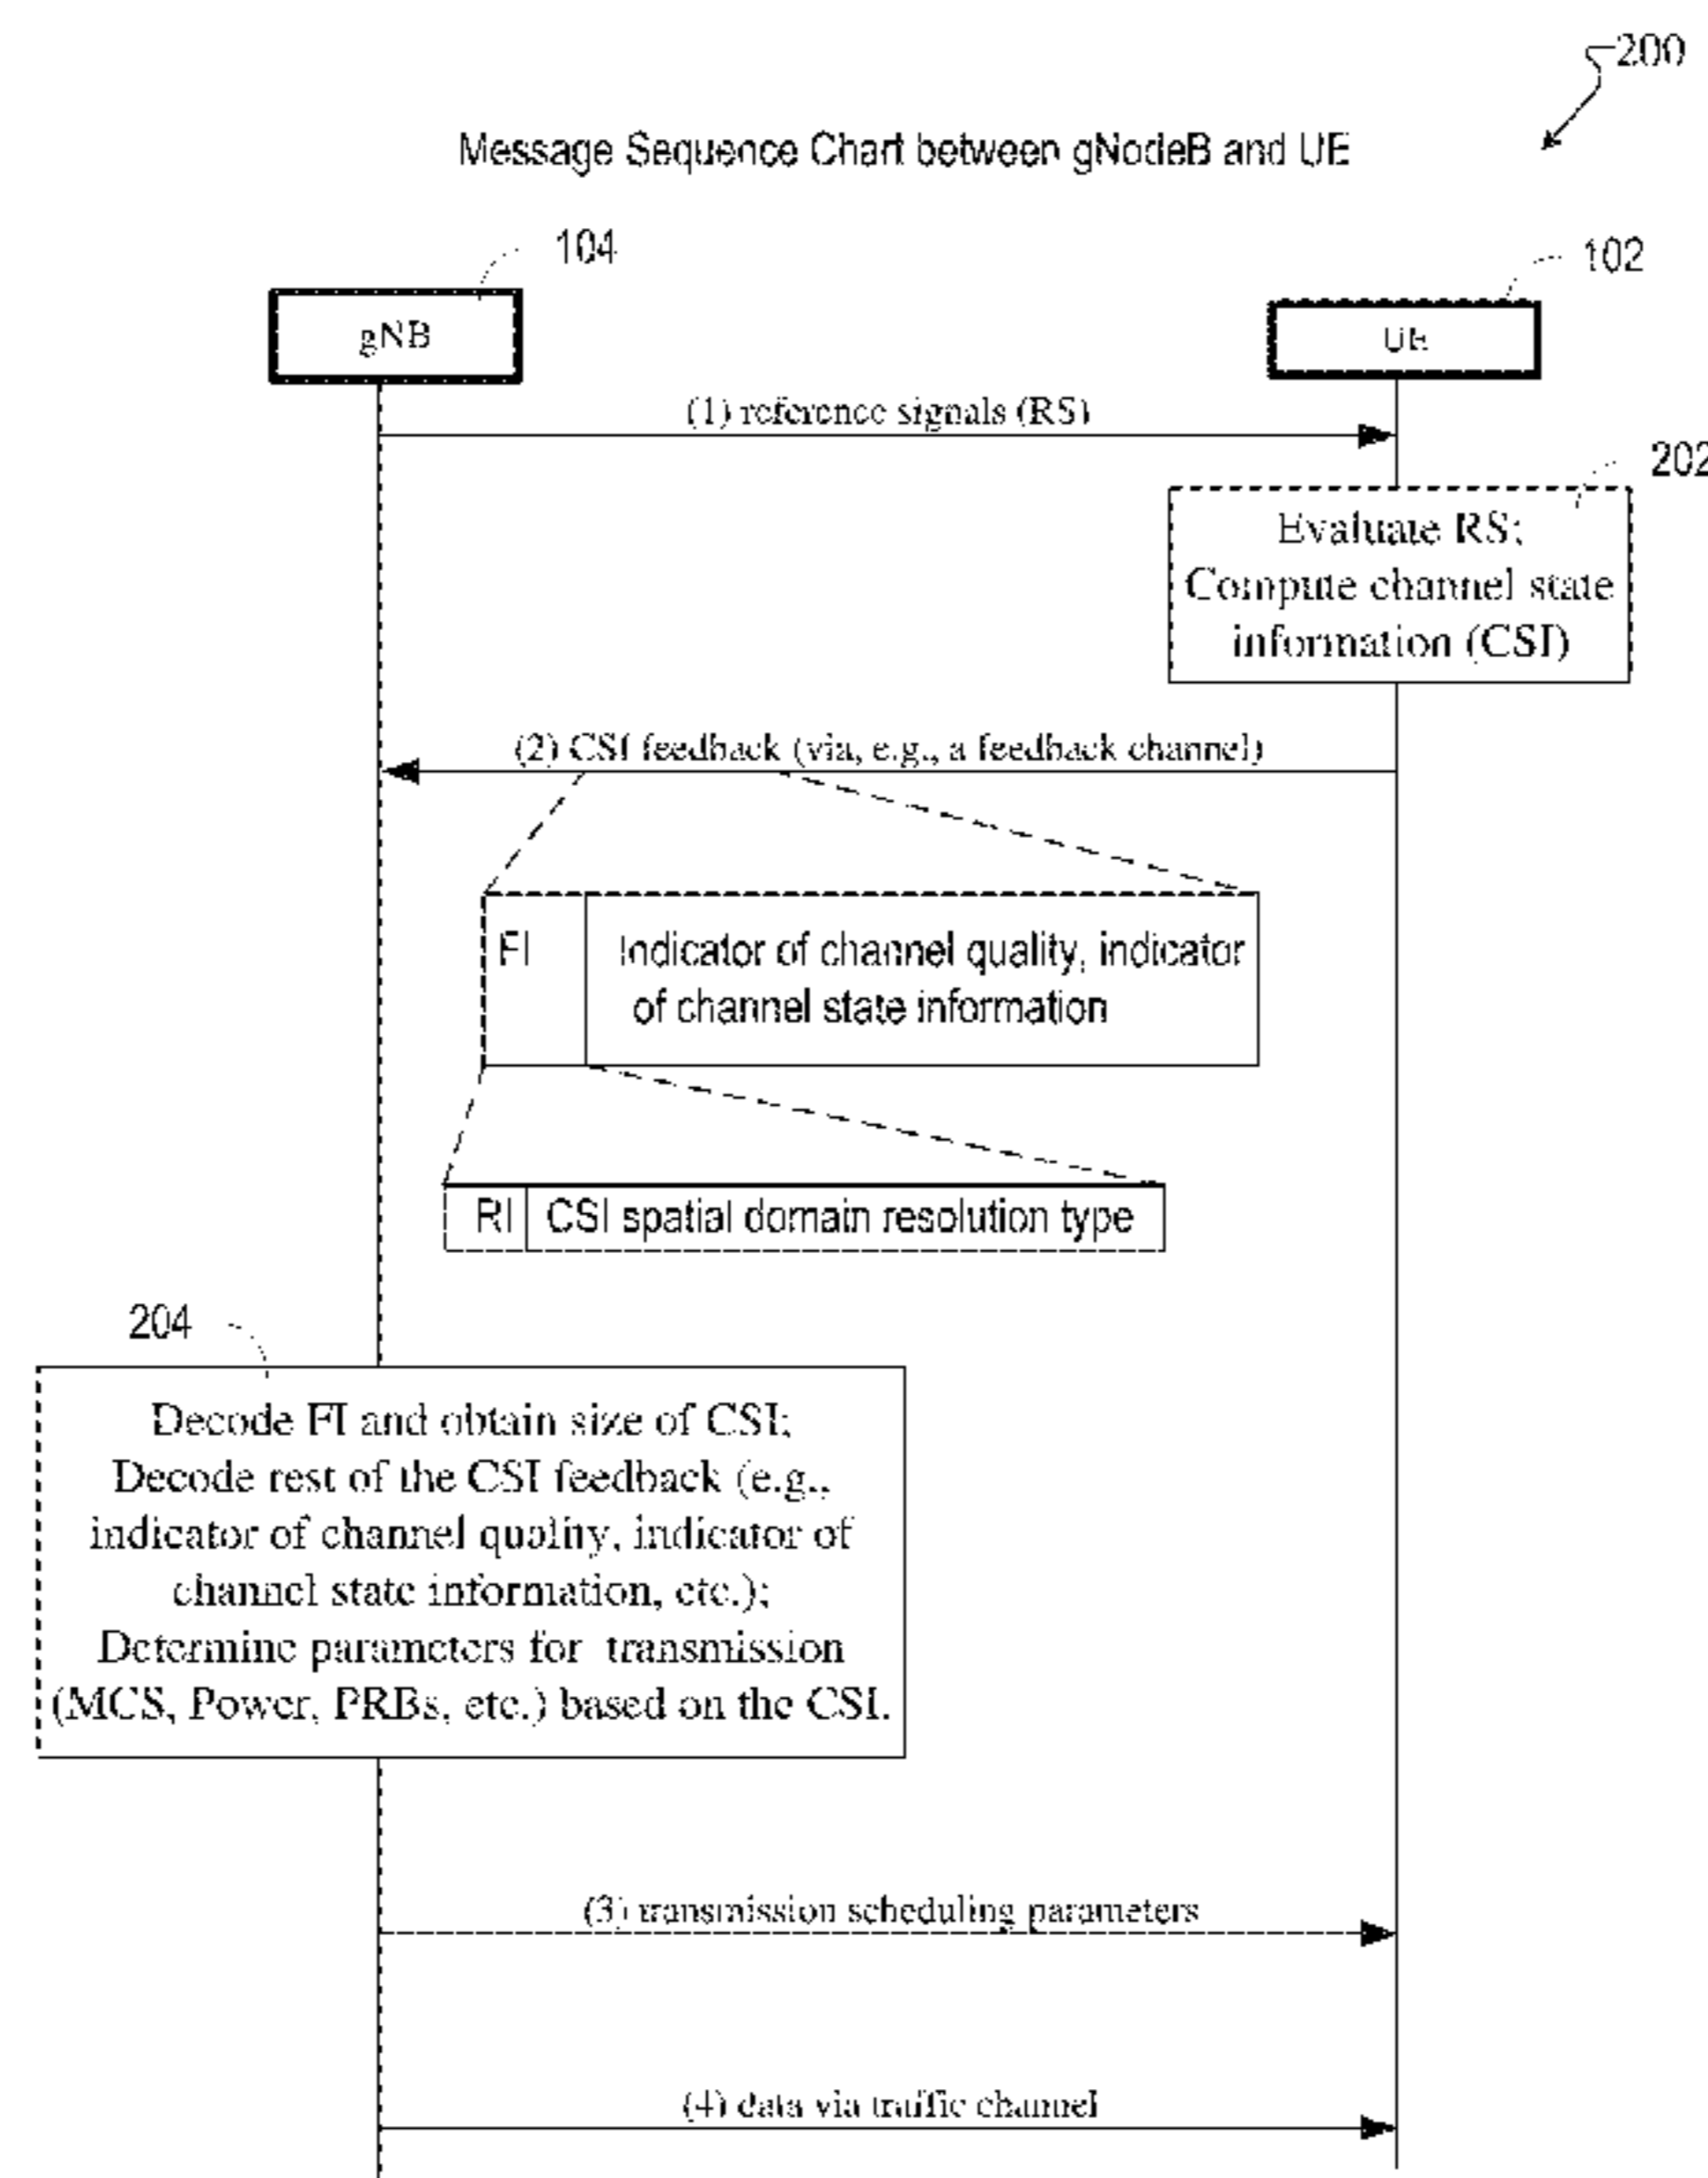 200
Message Sequence Chart between gNodeB and UE
104
102
gNB
UE
(1) reference signals (RS)
202
Evaluate RS;
Compute channel state
information (CSI)
(2) CSI feedback (via, e.g., a feedback channel)
FI
Indicator of channel quality, indicator
of channel state information
RI
CSI spatial domain resolution type
204
Decode FI and obtain size of CSI;
Decode rest of the CSI feedback (e.g.,
indicator of channel quality, indicator of
channel state information, etc.);
Determine parameters for transmission
(MCS, Power, PRBs, etc.) based on the CSI.
(3) transmission scheduling parameters
(4) data via traffic channel